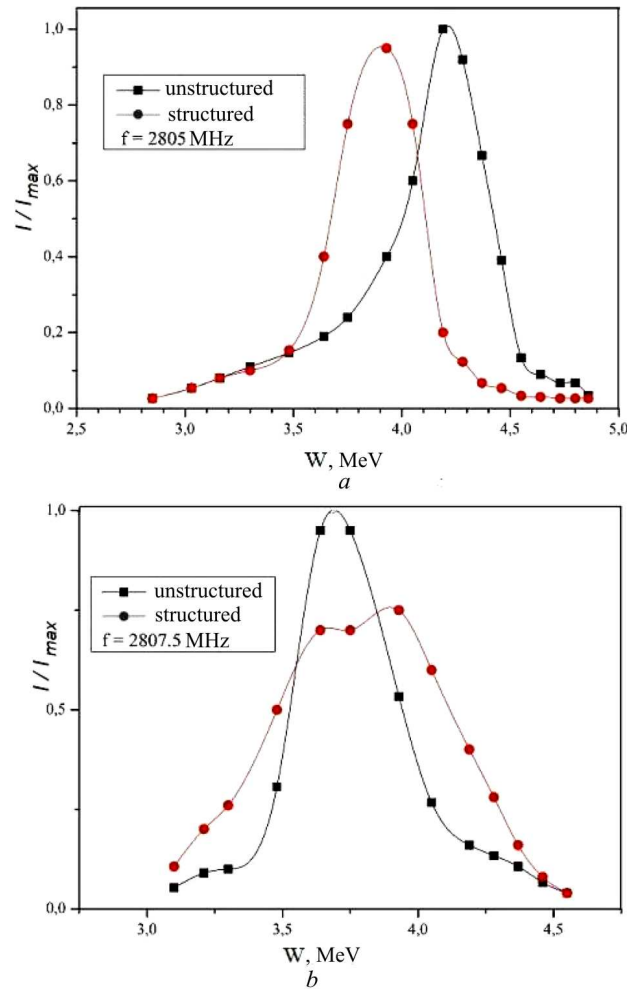 1,0
0,8
0,6
0,4
0,2
0,0
I / I max
unstructured
structured
f = 2805 MHz
2,5 3,0 3,5 4,0 4,5 5,0
W, MeV
a
1,0
0,5
0,0
I / I max
unstructured
structured
f = 2807.5 MHz
3,0 3,5 4,0 4,5
W, MeV
b